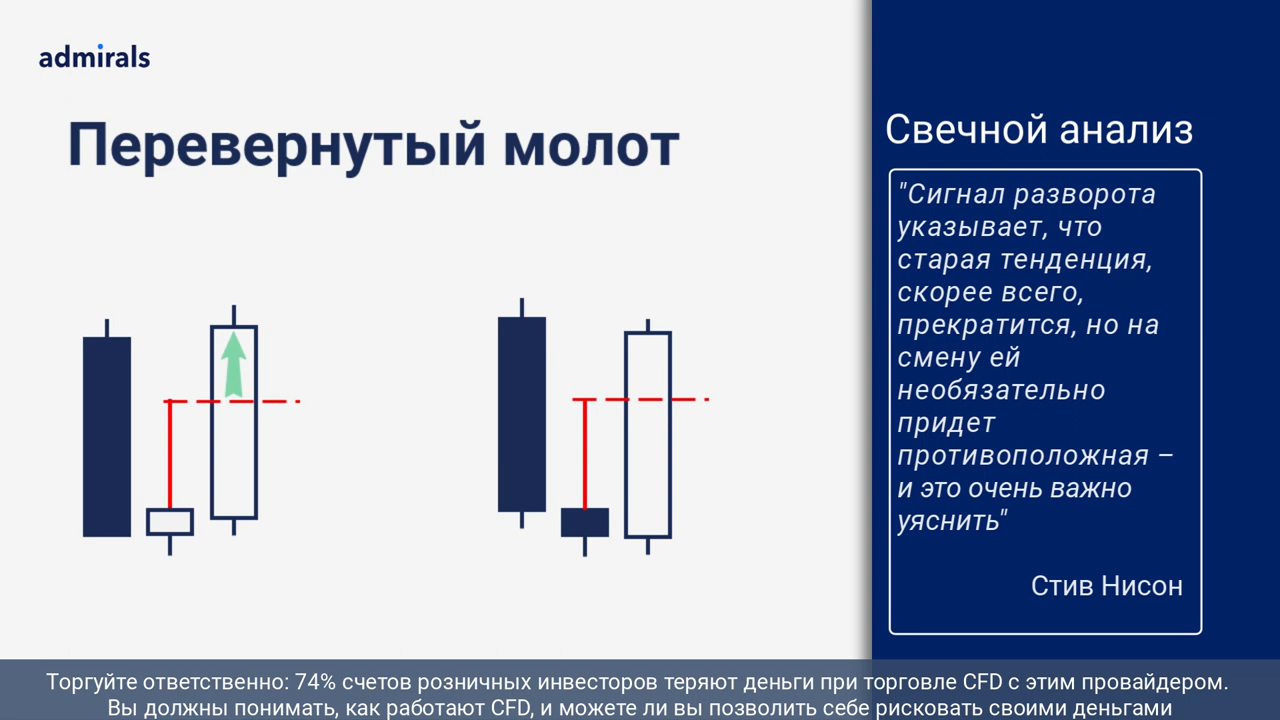 admirals
Перевернутый молот
Свечной анализ
"Сигнал разворота
указывает, что
старая тенденция,
скорее всего,
прекратится, но на
смену ей
необязательно
придет
противоположная –
и это очень важно
уяснить"
Стив Нисон
Торгуйте ответственно: 74% счетов розничных инвесторов теряют деньги при торговле CFD с этим провайдером.
Вы должны понимать, как работают CFD, и можете ли вы позволить себе рисковать своими деньгами